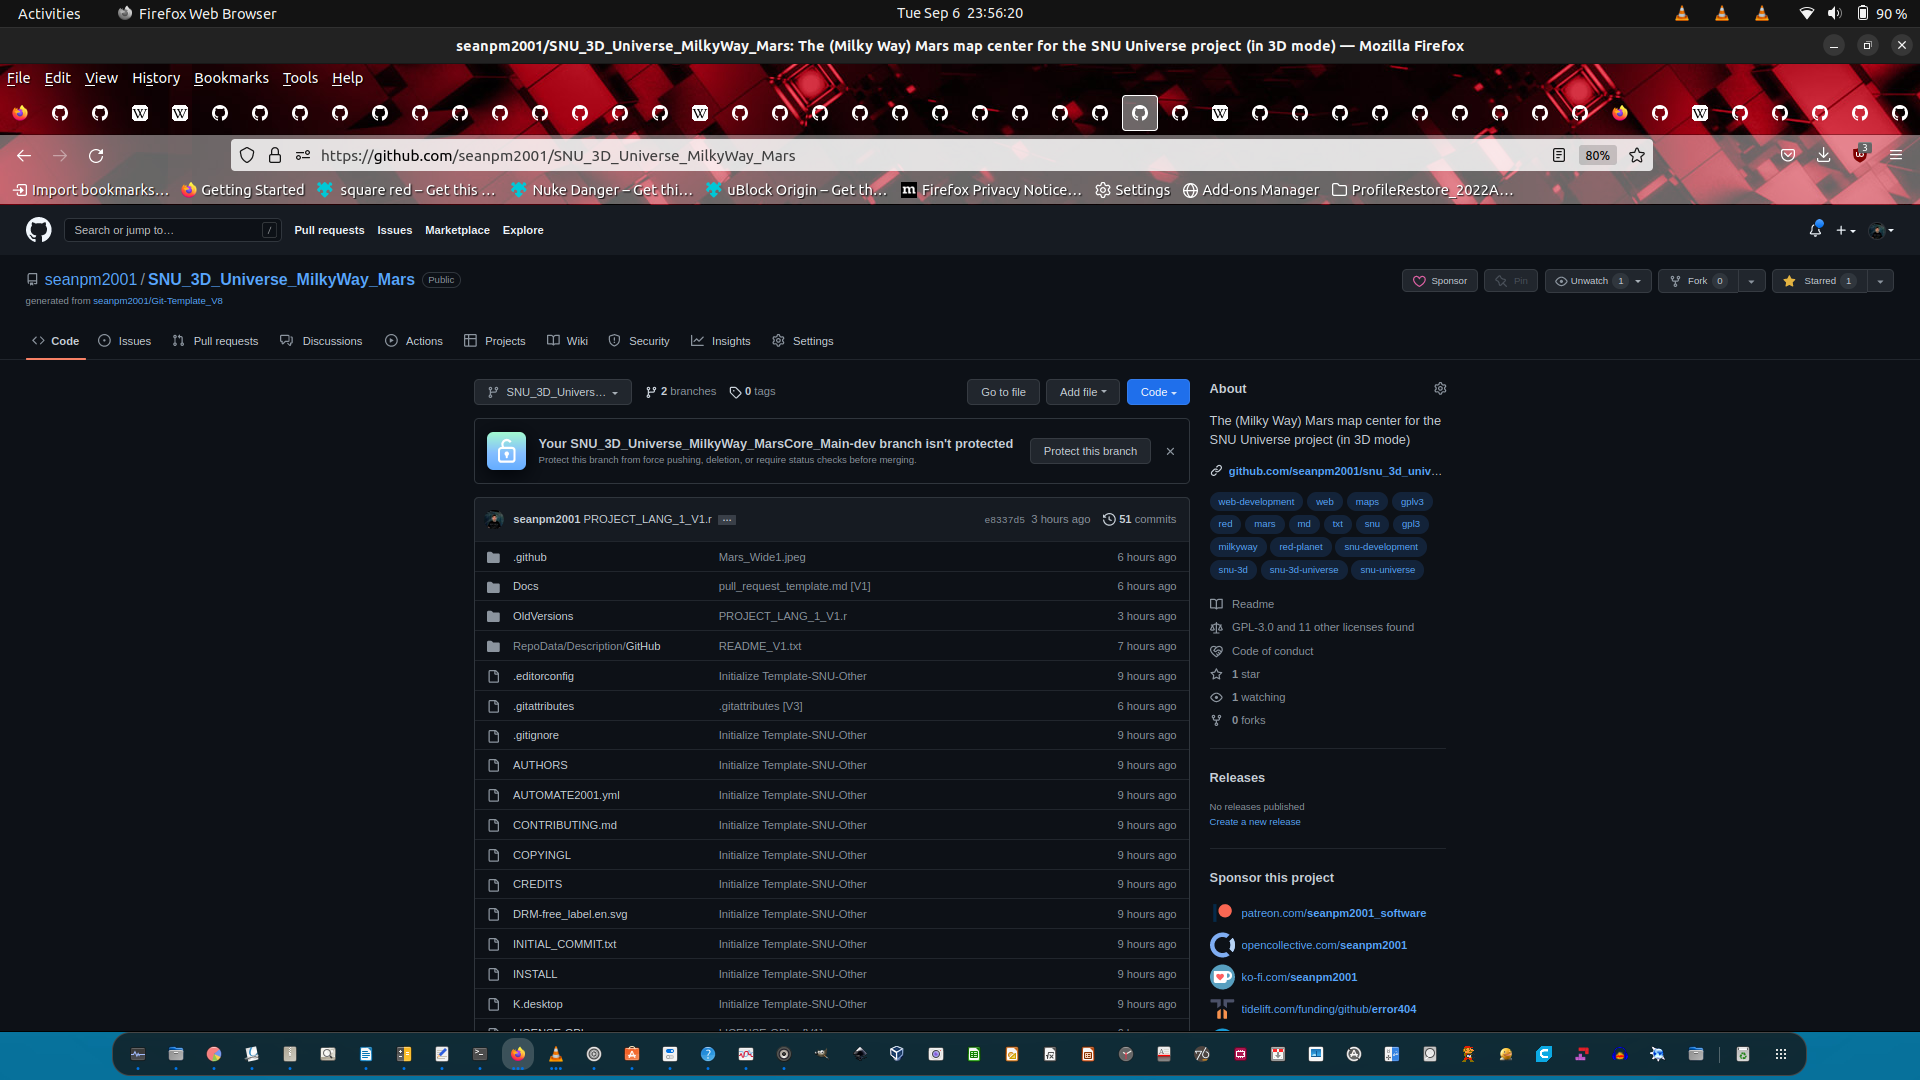 Activities
Firefox Web Browser
Tue Sep 6 23:56:20
90 %
seanpm2001/SNU_3D_Universe_MilkyWay_Mars: The (Milky Way) Mars map center for the SNU Universe project (in 3D mode) — Mozilla Firefox
File Edit View History Bookmarks Tools Help
https://github.com/seanpm2001/SNU_3D_Universe_MilkyWay_Mars
80%
3
Import bookmarks…
Getting Started
square red – Get this …
Nuke Danger – Get thi…
uBlock Origin – Get th…
Firefox Privacy Notice…
Settings
Add-ons Manager
ProfileRestore_2022A…
Search or jump to…
/
Pull requests
Issues
Marketplace
Explore
seanpm2001 / SNU_3D_Universe_MilkyWay_Mars
Public
Sponsor
Pin
Unwatch 1
Fork 0
Starred 1
generated from seanpm2001/Git-Template_V8
Code
Issues
Pull requests
Discussions
Actions
Projects
Wiki
Security
Insights
Settings
SNU_3D_Univers…
2 branches
0 tags
Go to file
Add file
Code
Your SNU_3D_Universe_MilkyWay_MarsCore_Main-dev branch isn't protected
Protect this branch from force pushing, deletion, or require status checks before merging.
Protect this branch
seanpm2001 PROJECT_LANG_1_V1.r
…
e8337d5 3 hours ago
51 commits
.github Mars_Wide1.jpeg 6 hours ago
Docs pull_request_template.md [V1] 6 hours ago
OldVersions PROJECT_LANG_1_V1.r 3 hours ago
RepoData/Description/GitHub README_V1.txt 7 hours ago
.editorconfig Initialize Template-SNU-Other 9 hours ago
.gitattributes .gitattributes [V3] 6 hours ago
.gitignore Initialize Template-SNU-Other 9 hours ago
AUTHORS Initialize Template-SNU-Other 9 hours ago
AUTOMATE2001.yml Initialize Template-SNU-Other 9 hours ago
CONTRIBUTING.md Initialize Template-SNU-Other 9 hours ago
COPYINGL Initialize Template-SNU-Other 9 hours ago
CREDITS Initialize Template-SNU-Other 9 hours ago
DRM-free_label.en.svg Initialize Template-SNU-Other 9 hours ago
INITIAL_COMMIT.txt Initialize Template-SNU-Other 9 hours ago
INSTALL Initialize Template-SNU-Other 9 hours ago
K.desktop Initialize Template-SNU-Other 9 hours ago
About
The (Milky Way) Mars map center for the
SNU Universe project (in 3D mode)
github.com/seanpm2001/snu_3d_univ…
web-development web maps gplv3
red mars md txt snu gpl3
milkyway red-planet snu-development
snu-3d snu-3d-universe snu-universe
Readme
GPL-3.0 and 11 other licenses found
Code of conduct
1 star
1 watching
0 forks
Releases
No releases published
Create a new release
Sponsor this project
patreon.com/seanpm2001_software
opencollective.com/seanpm2001
ko-fi.com/seanpm2001
tidelift.com/funding/github/error404